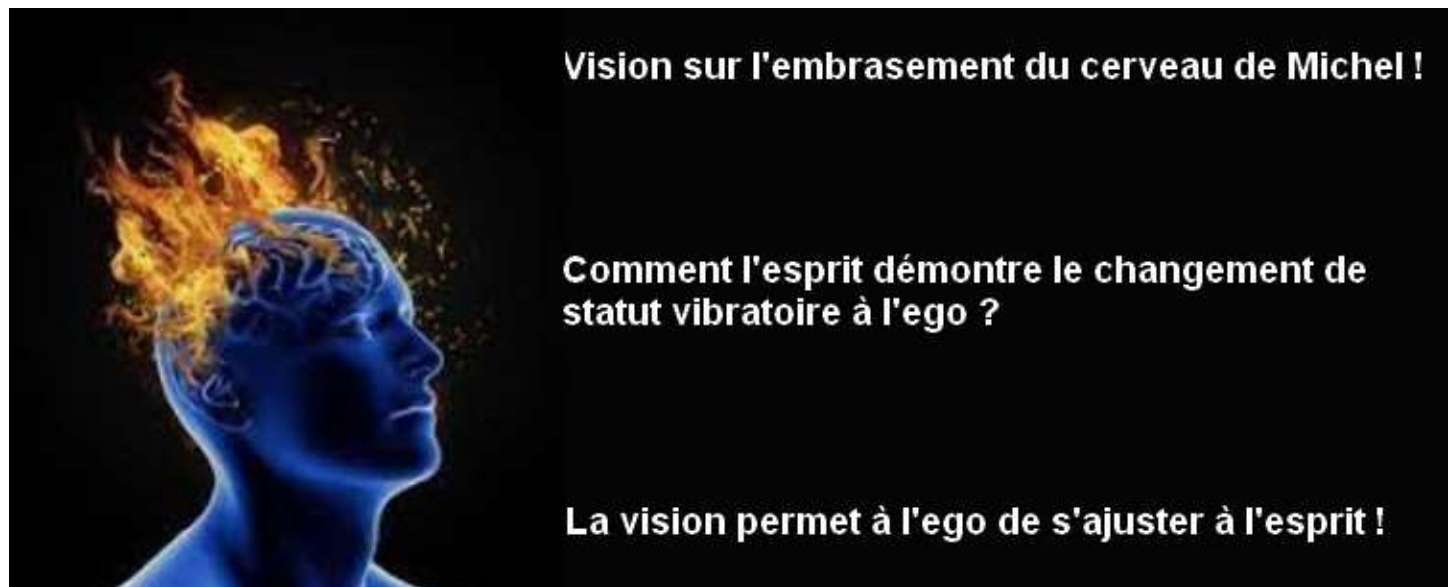 Vision sur l'embrasement du cerveau de Michel !
Comment l'esprit démontre le changement de
statut vibratoire à l'ego ?
La vision permet à l'ego de s'ajuster à l'esprit !